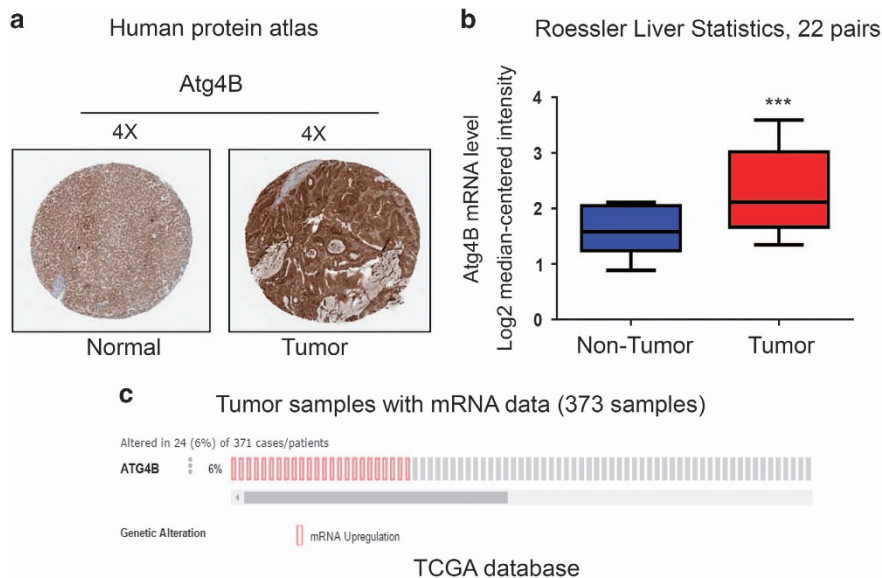 a
Human protein atlas
Atg4B
4X 4X
Normal Tumor
b
Roessler Liver Statistics, 22 pairs
Atg4B mRNA level
Log2 median-centered intensity
4
3
2
1
0
***
Non-Tumor Tumor
c
Tumor samples with mRNA data (373 samples)
Altered in 24 (6%) of 371 cases/patients
ATG4B 6%
Genetic Alteration mRNA Upregulation
TCGA database